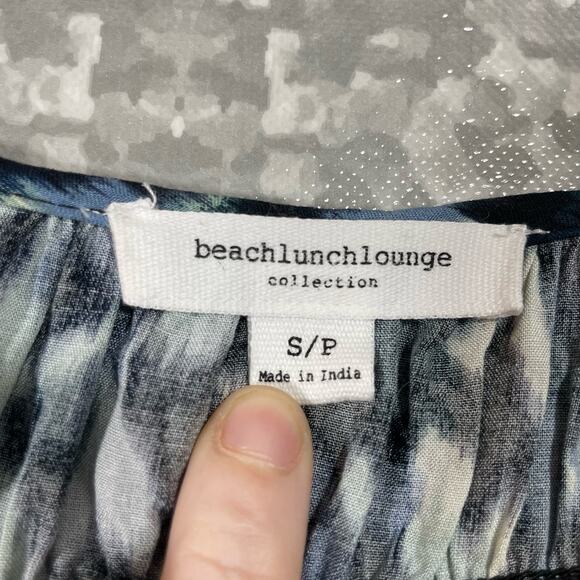 beachlunchlounge
collection
S/P
Made in India